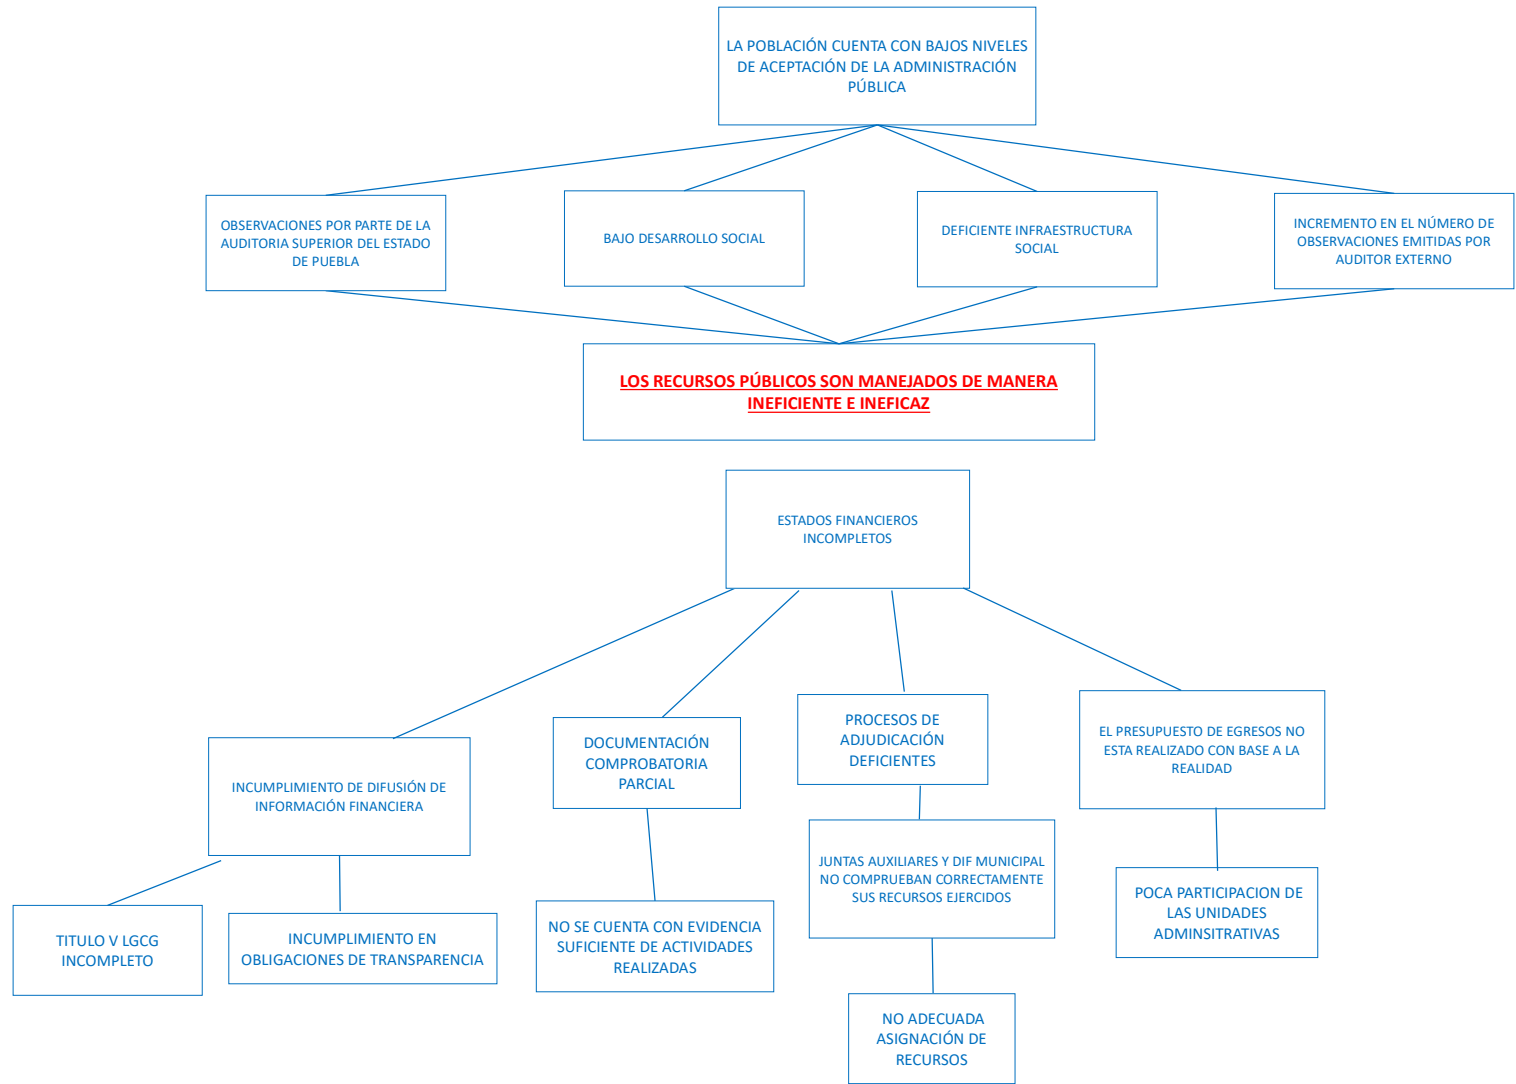 LA POBLACIÓN CUENTA CON BAJOS NIVELES
DE ACEPTACIÓN DE LA ADMINISTRACIÓN
PÚBLICA
OBSERVACIONES POR PARTE DE LA
AUDITORIA SUPERIOR DEL ESTADO
DE PUEBLA
BAJO DESARROLLO SOCIAL
DEFICIENTE INFRAESTRUCTURA
SOCIAL
INCREMENTO EN EL NÚMERO DE
OBSERVACIONES EMITIDAS POR
AUDITOR EXTERNO
LOS RECURSOS PÚBLICOS SON MANEJADOS DE MANERA
INEFICIENTE E INEFICAZ
ESTADOS FINANCIEROS
INCOMPLETOS
INCUMPLIMIENTO DE DIFUSIÓN DE
INFORMACIÓN FINANCIERA
DOCUMENTACIÓN
COMPROBATORIA
PARCIAL
PROCESOS DE
ADJUDICACIÓN
DEFICIENTES
EL PRESUPUESTO DE EGRESOS NO
ESTA REALIZADO CON BASE A LA
REALIDAD
TITULO V LGCG
INCOMPLETO
INCUMPLIMIENTO EN
OBLIGACIONES DE TRANSPARENCIA
NO SE CUENTA CON EVIDENCIA
SUFICIENTE DE ACTIVIDADES
REALIZADAS
JUNTAS AUXILIARES Y DIF MUNICIPAL
NO COMPRUEBAN CORRECTAMENTE
SUS RECURSOS EJERCIDOS
POCA PARTICIPACION DE
LAS UNIDADES
ADMINSITRATIVAS
NO ADECUADA
ASIGNACIÓN DE
RECURSOS